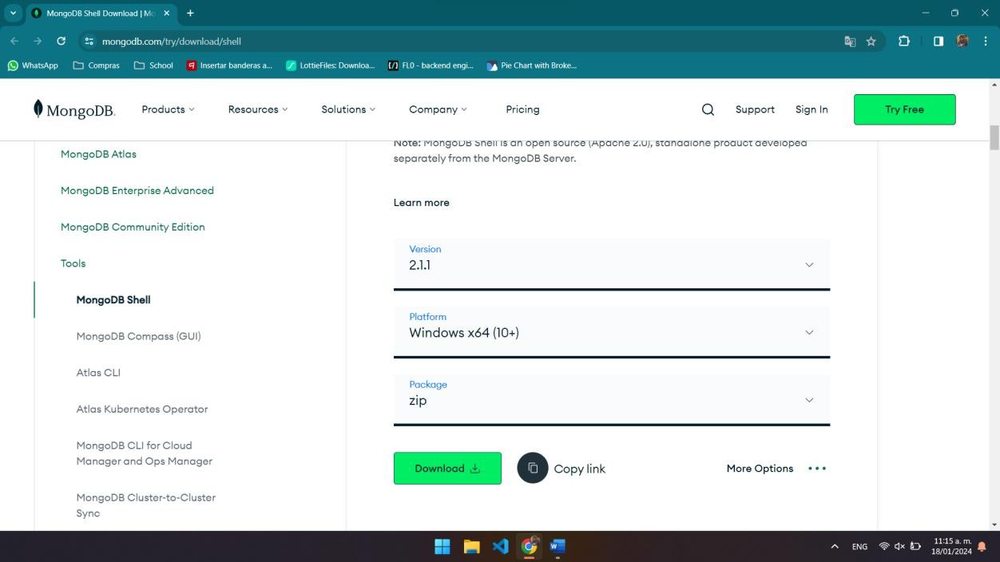 MongoDB Shell Download | Mo
mongodb.com/try/download/shell
WhatsApp
Compras
School
Insertar banderas a...
LottieFiles: Downloa...
FL0 - backend engi...
Pie Chart with Broke...
MongoDB.
Products
Resources
Solutions
Company
Pricing
Support
Sign In
Try Free
MongoDB Atlas
MongoDB Enterprise Advanced
MongoDB Community Edition
Tools
MongoDB Shell
MongoDB Compass (GUI)
Atlas CLI
Atlas Kubernetes Operator
MongoDB CLI for Cloud
Manager and Ops Manager
MongoDB Cluster-to-Cluster
Sync
Note: MongoDB Shell is an open source (Apache 2.0), standalone product developed
separately from the MongoDB Server.
Learn more
Version
2.1.1
Platform
Windows x64 (10+)
Package
zip
Download
Copy link
More Options
ENG
11:15 a. m.
18/01/2024